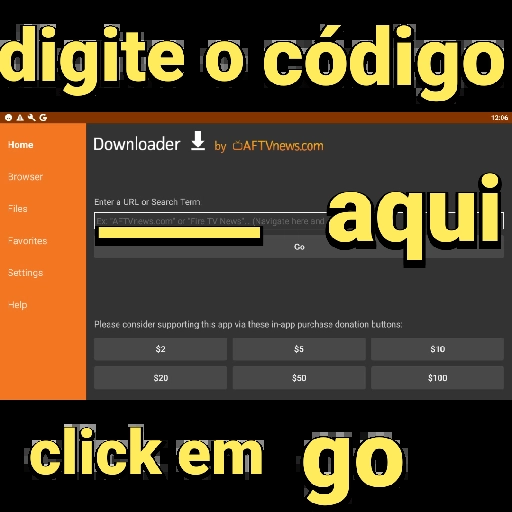 digite o código
12:06
Home
Downloader by AFTVnews.com
Browser
Enter a URL or Search Term
Files
Ex: "AFTVnews.com" or "Fire TV News"... (Navigate here and
aqui
Favorites
Go
Settings
Help
Please consider supporting this app via these in-app purchase donation buttons:
$2 $5 $10
$20 $50 $100
click em go